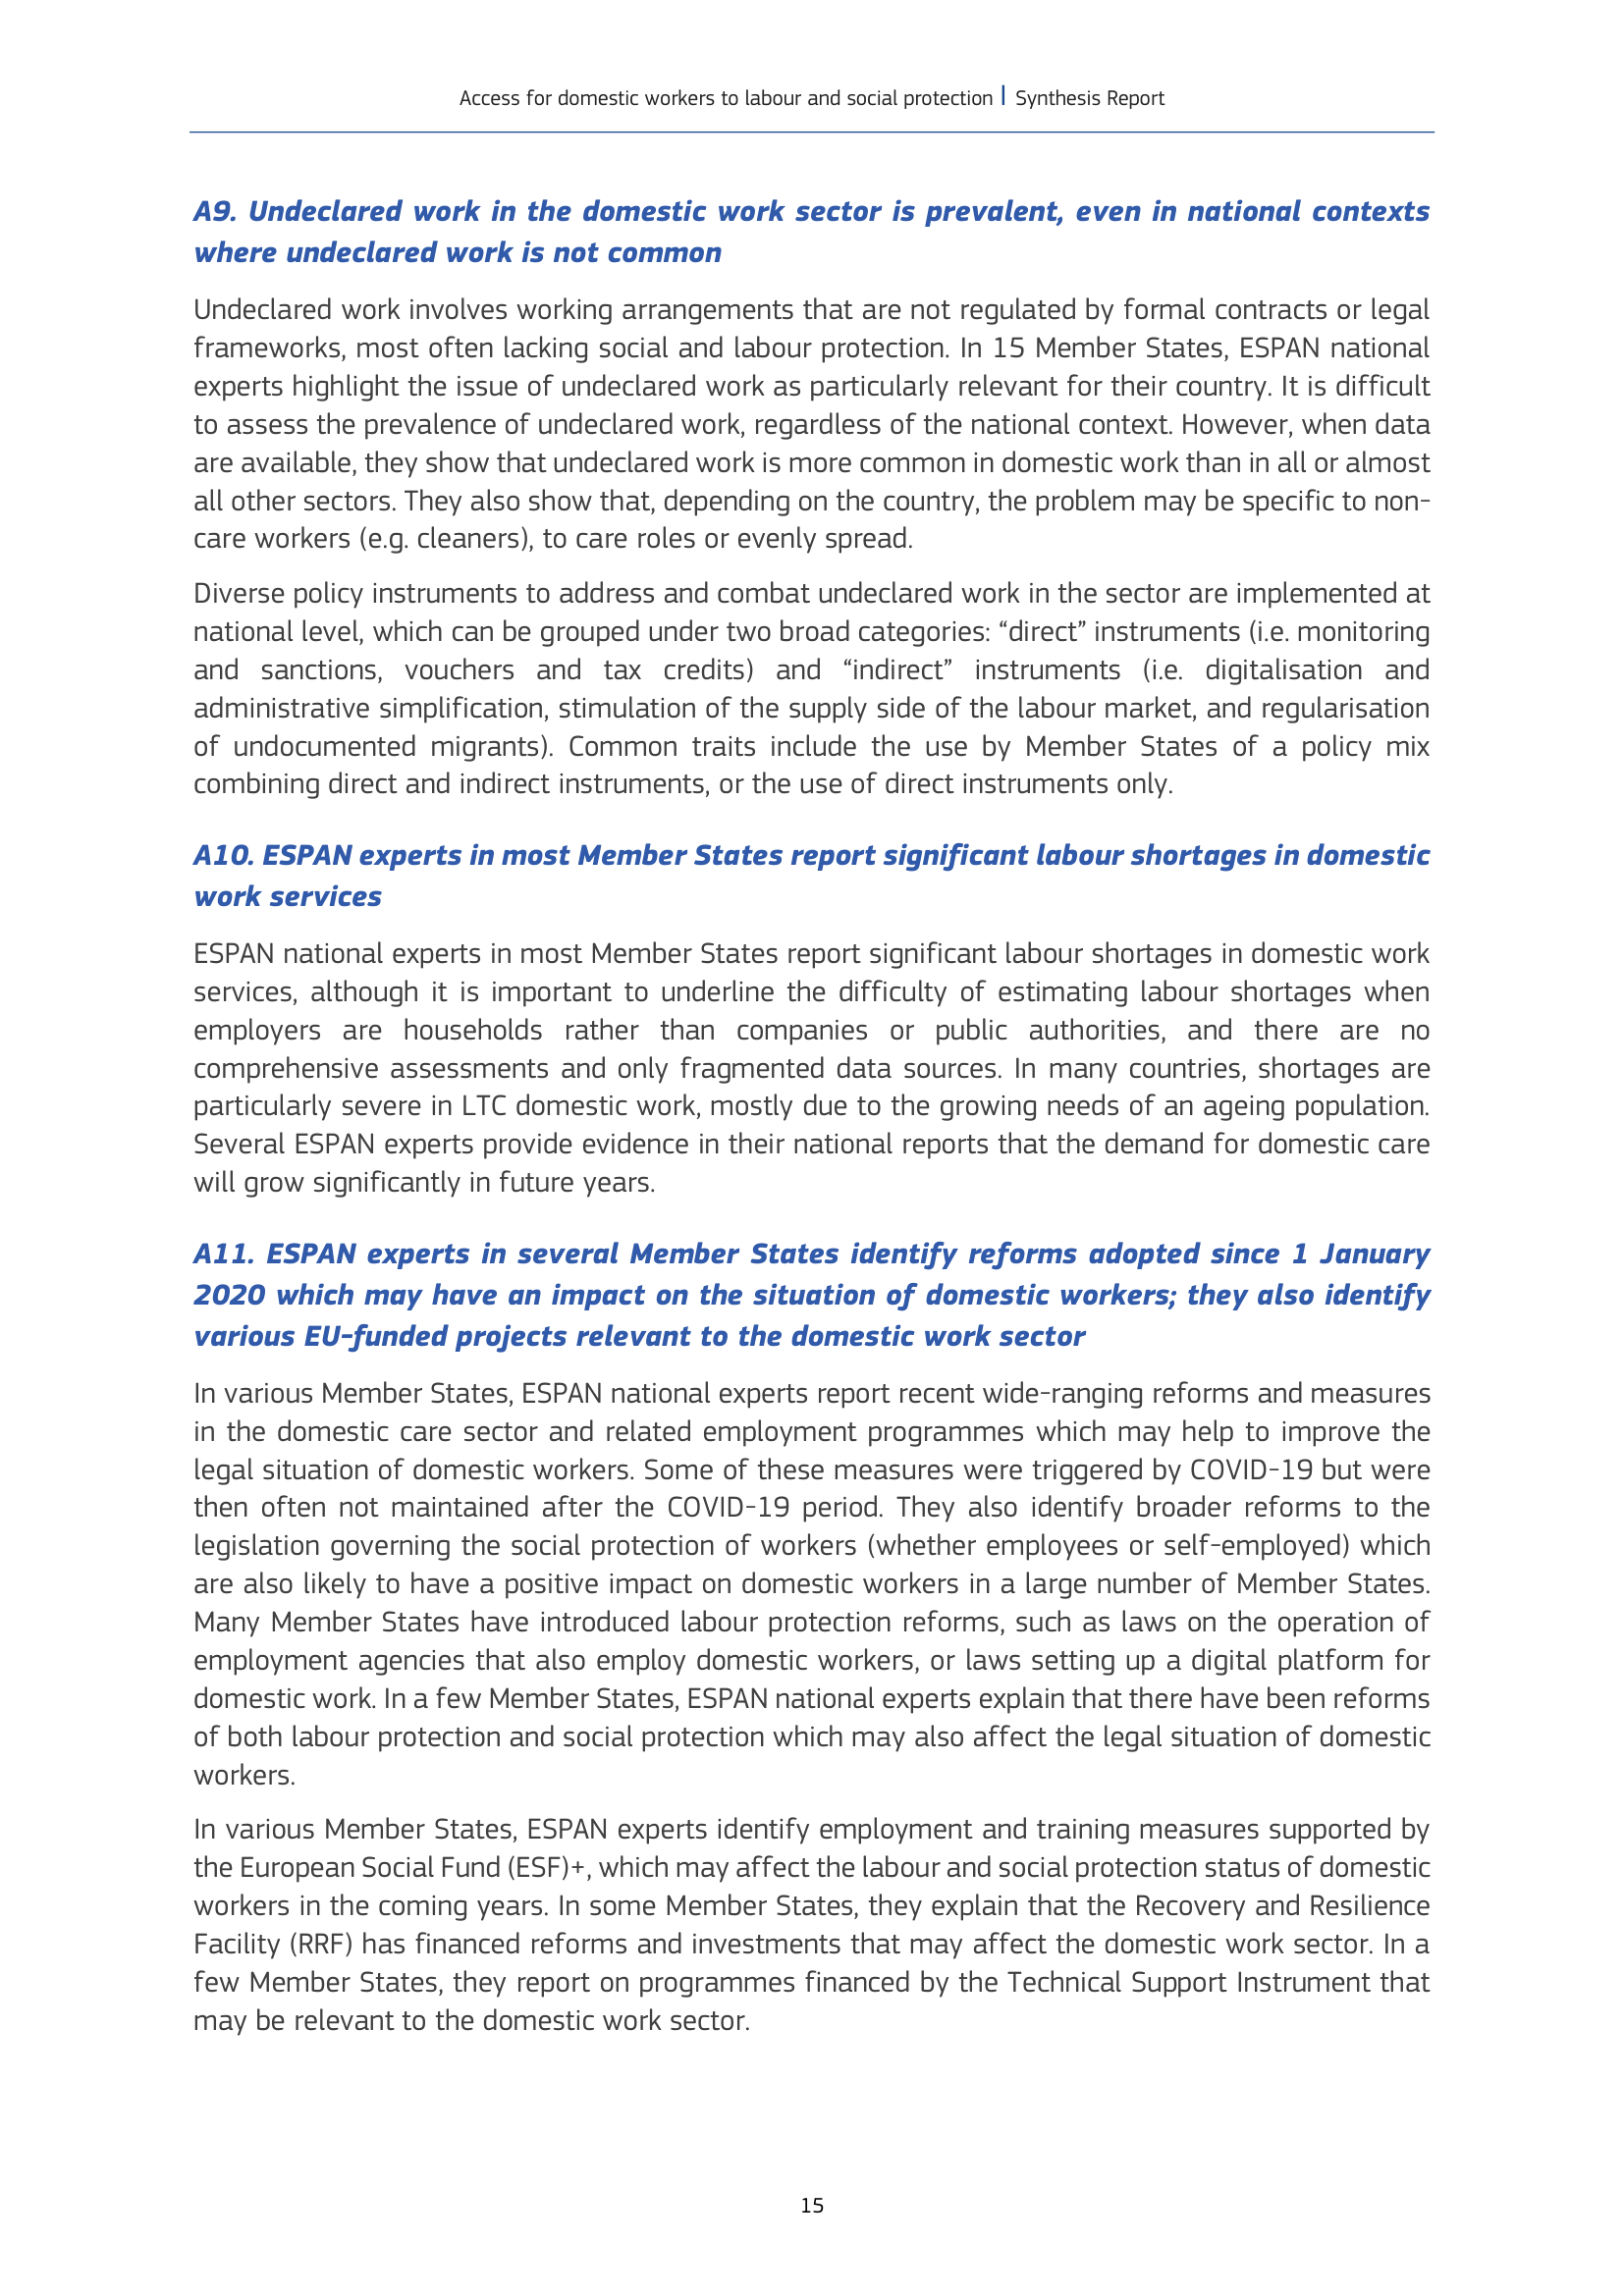 Access for domestic workers to labour and social protection | Synthesis Report
A9. Undeclared work in the domestic work sector is prevalent, even in national contexts
where undeclared work is not common
Undeclared work involves working arrangements that are not regulated by formal contracts or legal
frameworks, most often lacking social and labour protection. In 15 Member States, ESPAN national
experts highlight the issue of undeclared work as particularly relevant for their country. It is difficult
to assess the prevalence of undeclared work, regardless of the national context. However, when data
are available, they show that undeclared work is more common in domestic work than in all or almost
all other sectors. They also show that, depending on the country, the problem may be specific to non-
care workers (e.g. cleaners), to care roles or evenly spread.
Diverse policy instruments to address and combat undeclared work in the sector are implemented at
national level, which can be grouped under two broad categories: “direct” instruments (i.e. monitoring
and sanctions, vouchers and tax credits) and “indirect” instruments (i.e. digitalisation and
administrative simplification, stimulation of the supply side of the labour market, and regularisation
of undocumented migrants). Common traits include the use by Member States of a policy mix
combining direct and indirect instruments, or the use of direct instruments only.
A10. ESPAN experts in most Member States report significant labour shortages in domestic
work services
ESPAN national experts in most Member States report significant labour shortages in domestic work
services, although it is important to underline the difficulty of estimating labour shortages when
employers are households rather than companies or public authorities, and there are no
comprehensive assessments and only fragmented data sources. In many countries, shortages are
particularly severe in LTC domestic work, mostly due to the growing needs of an ageing population.
Several ESPAN experts provide evidence in their national reports that the demand for domestic care
will grow significantly in future years.
A11. ESPAN experts in several Member States identify reforms adopted since 1 January
2020 which may have an impact on the situation of domestic workers; they also identify
various EU-funded projects relevant to the domestic work sector
In various Member States, ESPAN national experts report recent wide-ranging reforms and measures
in the domestic care sector and related employment programmes which may help to improve the
legal situation of domestic workers. Some of these measures were triggered by COVID-19 but were
then often not maintained after the COVID-19 period. They also identify broader reforms to the
legislation governing the social protection of workers (whether employees or self-employed) which
are also likely to have a positive impact on domestic workers in a large number of Member States.
Many Member States have introduced labour protection reforms, such as laws on the operation of
employment agencies that also employ domestic workers, or laws setting up a digital platform for
domestic work. In a few Member States, ESPAN national experts explain that there have been reforms
of both labour protection and social protection which may also affect the legal situation of domestic
workers.
In various Member States, ESPAN experts identify employment and training measures supported by
the European Social Fund (ESF)+, which may affect the labour and social protection status of domestic
workers in the coming years. In some Member States, they explain that the Recovery and Resilience
Facility (RRF) has financed reforms and investments that may affect the domestic work sector. In a
few Member States, they report on programmes financed by the Technical Support Instrument that
may be relevant to the domestic work sector.
15